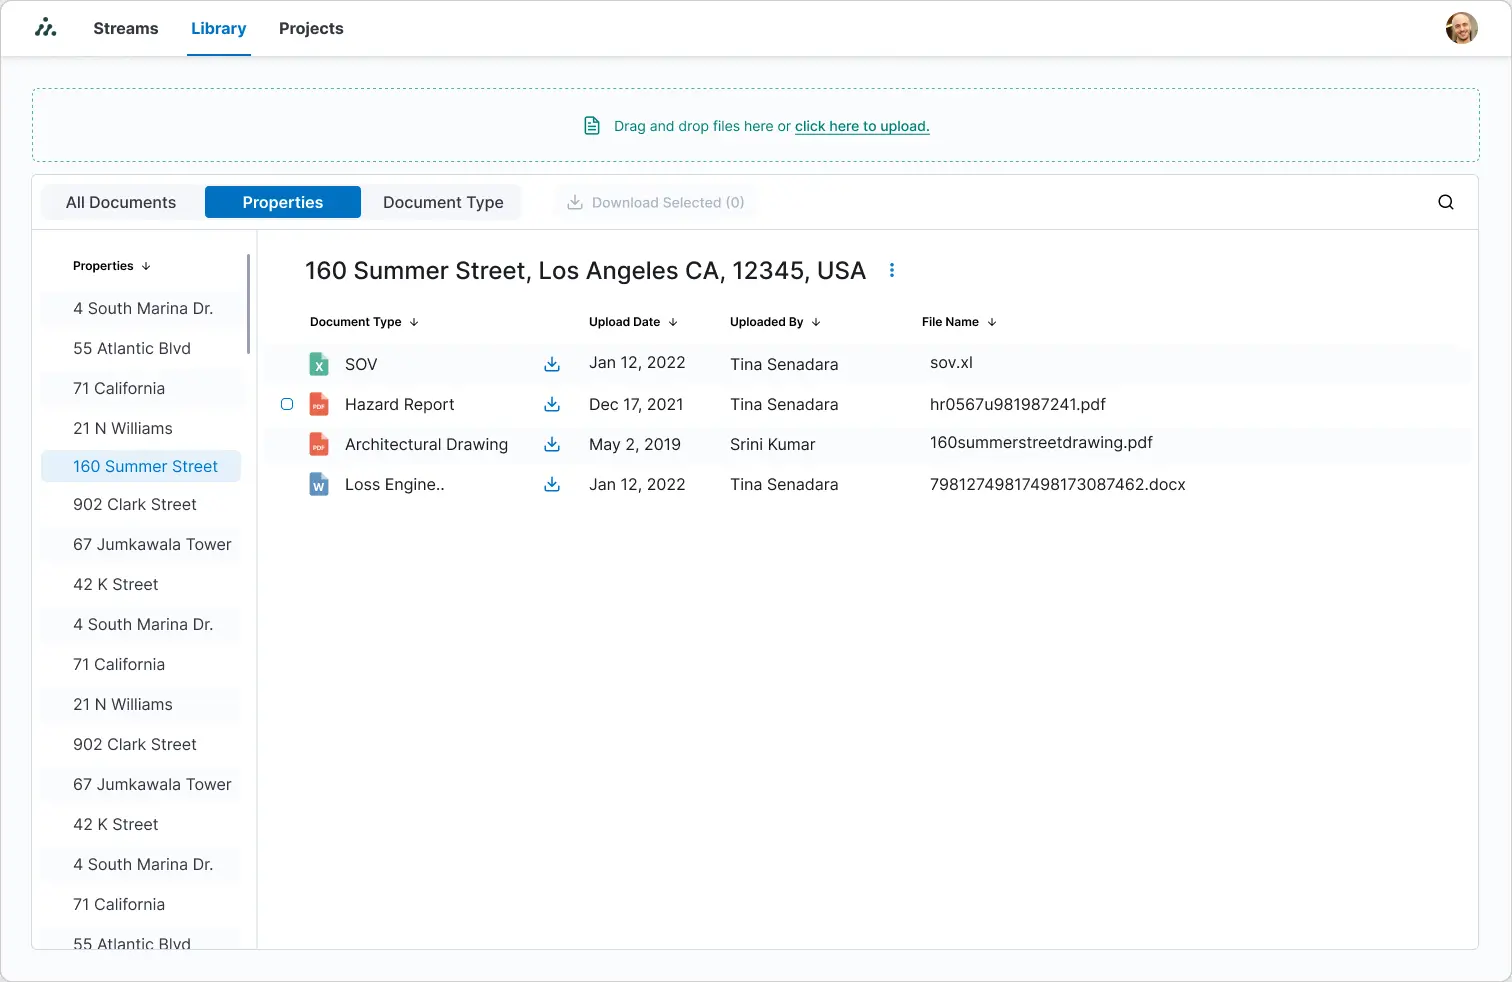 Streams Library Projects
Drag and drop files here or click here to upload.
All Documents Properties Document Type Download Selected (0)
Properties
4 South Marina Dr.
55 Atlantic Blvd
71 California
21 N Williams
160 Summer Street
902 Clark Street
67 Jumkawala Tower
42 K Street
4 South Marina Dr.
71 California
21 N Williams
902 Clark Street
67 Jumkawala Tower
42 K Street
4 South Marina Dr.
71 California
55 Atlantic Blvd
160 Summer Street, Los Angeles CA, 12345, USA
Document Type Upload Date Uploaded By File Name
X SOV Jan 12, 2022 Tina Senadara sov.xl
PDF Hazard Report Dec 17, 2021 Tina Senadara hr0567u981987241.pdf
PDF Architectural Drawing May 2, 2019 Srini Kumar 160summerstreetdrawing.pdf
W Loss Engine.. Jan 12, 2022 Tina Senadara 79812749817498173087462.docx